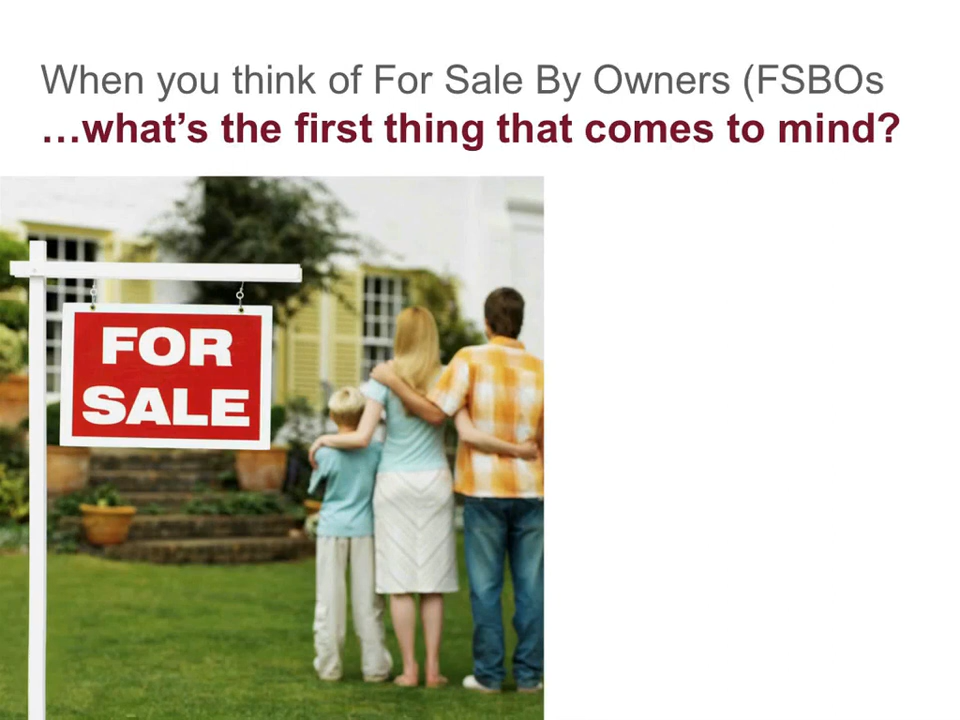 When you think of For Sale By Owners (FSBOs
…what’s the first thing that comes to mind?
FOR
SALE